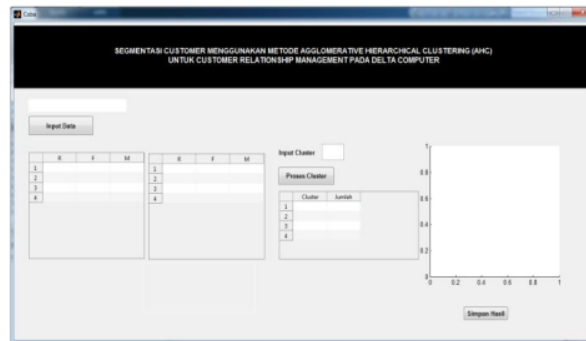 Coba
SEGMENTASI CUSTOMER MENGGUNAKAN METODE AGGLOMERATIVE HIERARCHICAL CLUSTERING (AHC)
UNTUK CUSTOMER RELATIONSHIP MANAGEMENT PADA DELTA COMPUTER
Input Data
R F M
1
2
3
4
R F M
1
2
3
4
Input Cluster
Proses Cluster
Cluster Jumlah
1
2
3
4
1
0.8
0.6
0.4
0.2
0
0 0.2 0.4 0.6 0.8 1
Simpan Hasil